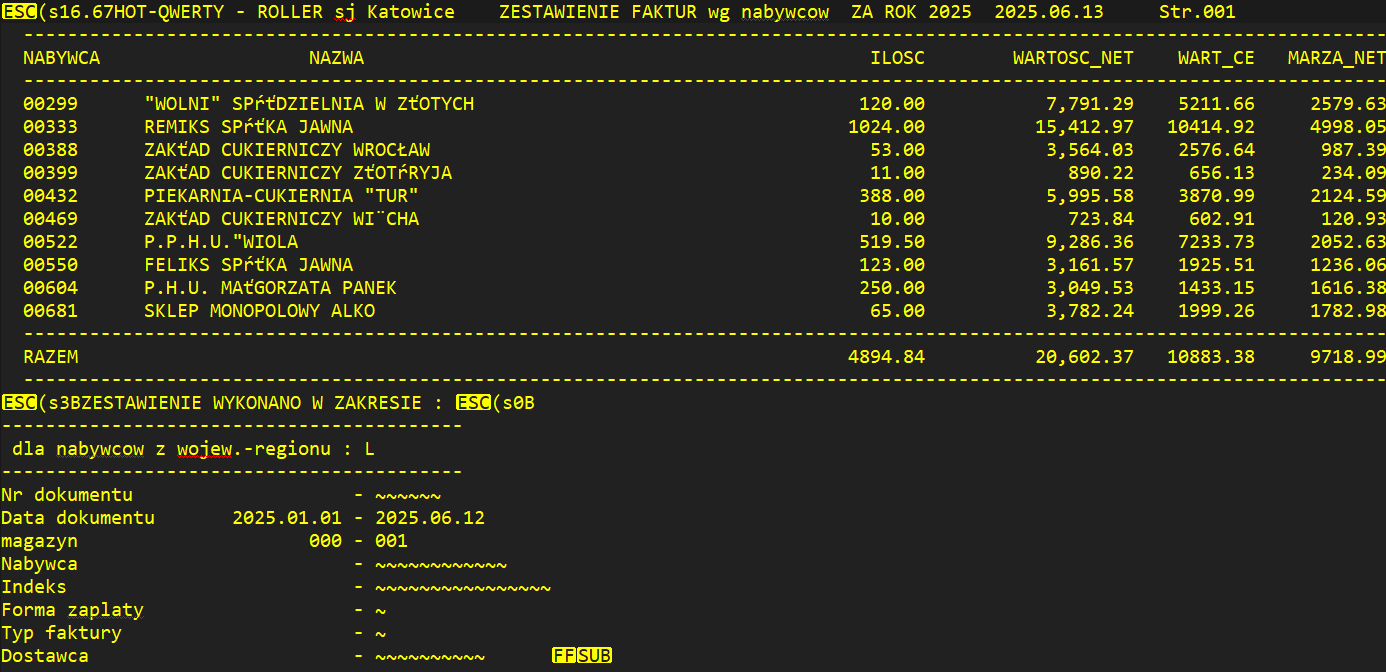 ESC(s16.67HOT-QWERTY - ROLLER sj Katowice    ZESTAWIENIE FAKTUR wg nabywcow  ZA ROK 2025  2025.06.13     Str.001
----------------------------------------------------------------------------------------------------------------------------
NABYWCA                   NAZWA                                              ILOSC        WARTOSC_NET    WART_CE   MARZA_NET
----------------------------------------------------------------------------------------------------------------------------
00299      "WOLNI" SPŕťDZIELNIA W ZťOTYCH                                   120.00           7,791.29    5211.66     2579.63
00333      REMIKS SPŕťKA JAWNA                                             1024.00          15,412.97   10414.92     4998.05
00388      ZAKťAD CUKIERNICZY WROCŁAW                                        53.00           3,564.03    2576.64      987.39
00399      ZAKťAD CUKIERNICZY ZťOTŕRYJA                                      11.00             890.22     656.13      234.09
00432      PIEKARNIA-CUKIERNIA "TUR"                                        388.00           5,995.58    3870.99     2124.59
00469      ZAKťAD CUKIERNICZY WI¨CHA                                         10.00             723.84     602.91      120.93
00522      P.P.H.U."WIOLA                                                   519.50           9,286.36    7233.73     2052.63
00550      FELIKS SPŕťKA JAWNA                                              123.00           3,161.57    1925.51     1236.06
00604      P.H.U. MAťGORZATA PANEK                                          250.00           3,049.53    1433.15     1616.38
00681      SKLEP MONOPOLOWY ALKO                                             65.00           3,782.24    1999.26     1782.98
----------------------------------------------------------------------------------------------------------------------------
RAZEM                                                                      4894.84          20,602.37   10883.38     9718.99
----------------------------------------------------------------------------------------------------------------------------
ESC(s3BZESTAWIENIE WYKONANO W ZAKRESIE : ESC(s0B
------------------------------------------
dla nabywcow z wojew.-regionu : L
------------------------------------------
Nr dokumentu                    - ~~~~~~
Data dokumentu       2025.01.01 - 2025.06.12
magazyn                     000 - 001
Nabywca                         - ~~~~~~~~~~~~
Indeks                          - ~~~~~~~~~~~~~~~~
Forma zaplaty                   - ~
Typ faktury                     - ~
Dostawca                        - ~~~~~~~~~~      FFSUB